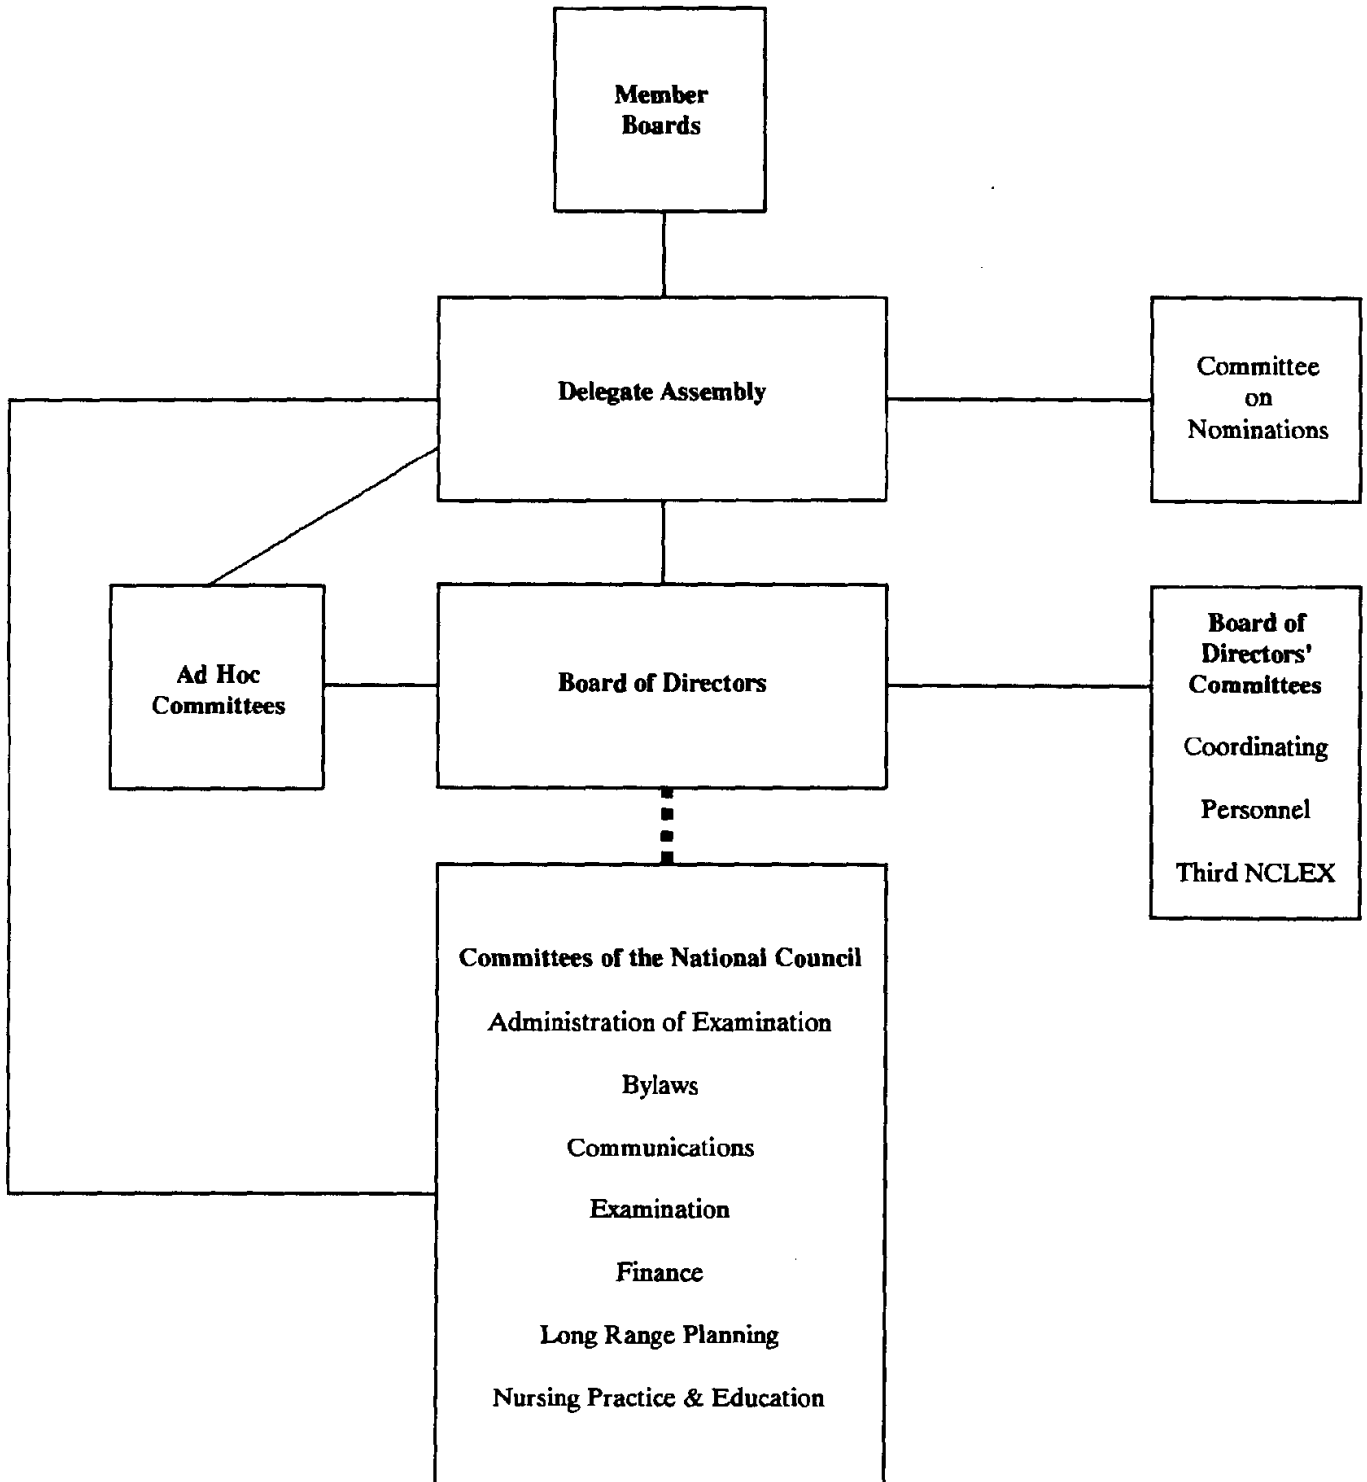 Member
Boards
Delegate Assembly
Committee
on
Nominations
Ad Hoc
Committees
Board of Directors
Board of
Directors'
Committees
Coordinating
Personnel
Third NCLEX
Committees of the National Council
Administration of Examination
Bylaws
Communications
Examination
Finance
Long Range Planning
Nursing Practice & Education